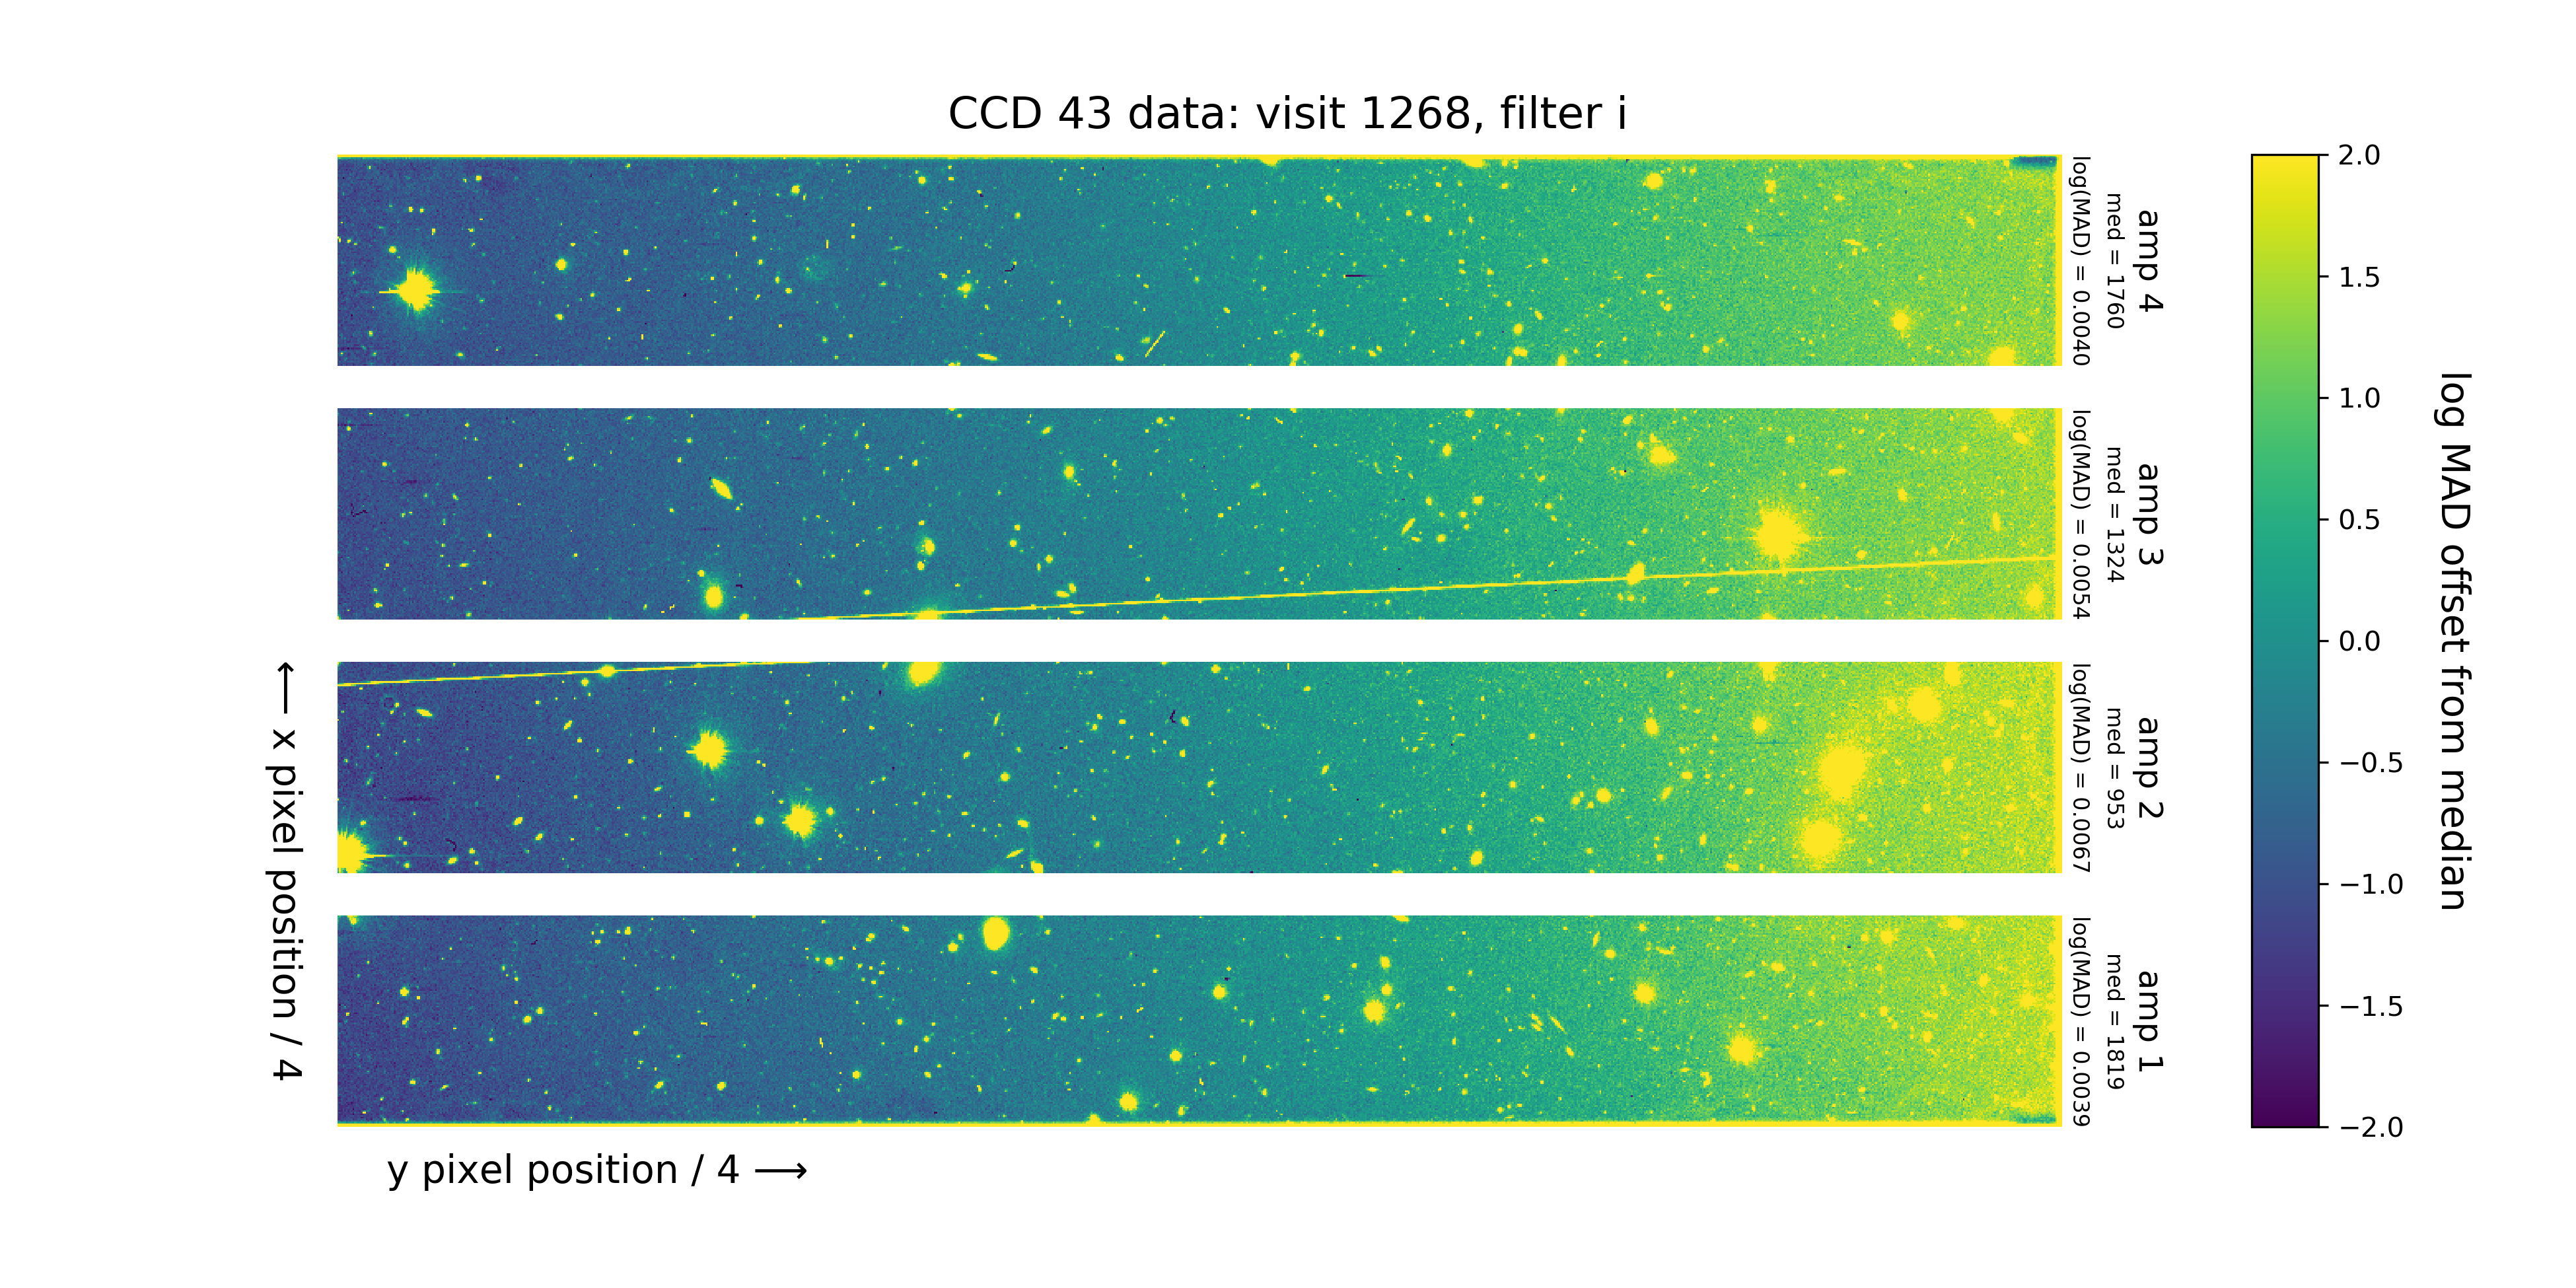 CCD 43 data: visit 1268, filter i
amp 4
med = 1760
log(MAD) = 0.0040
amp 3
med = 1324
log(MAD) = 0.0054
amp 2
med = 953
log(MAD) = 0.0067
amp 1
med = 1819
log(MAD) = 0.0039
⟵ x pixel position / 4
y pixel position / 4 ⟶
2.0
1.5
1.0
0.5
0.0
−0.5
−1.0
−1.5
−2.0
log MAD offset from median